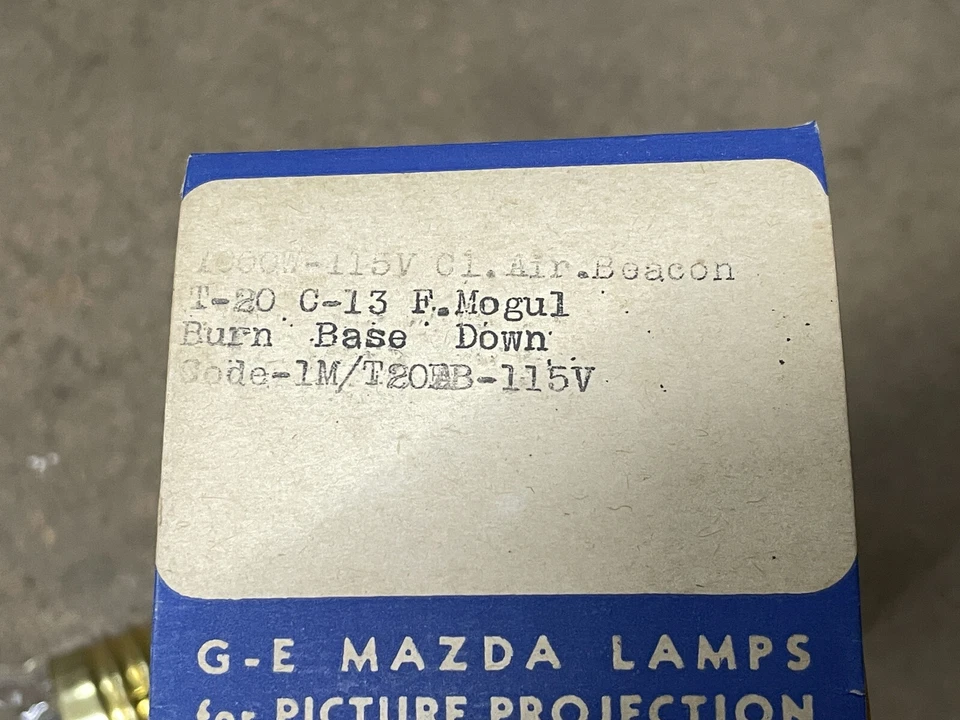 1000W-115V Cl.Air.Beacon
T-20 C-13 F.Mogul
Burn Base Down
Code-1M/T20 -115V
G-E MAZDA LAMPS
for PICTURE PROJECTION